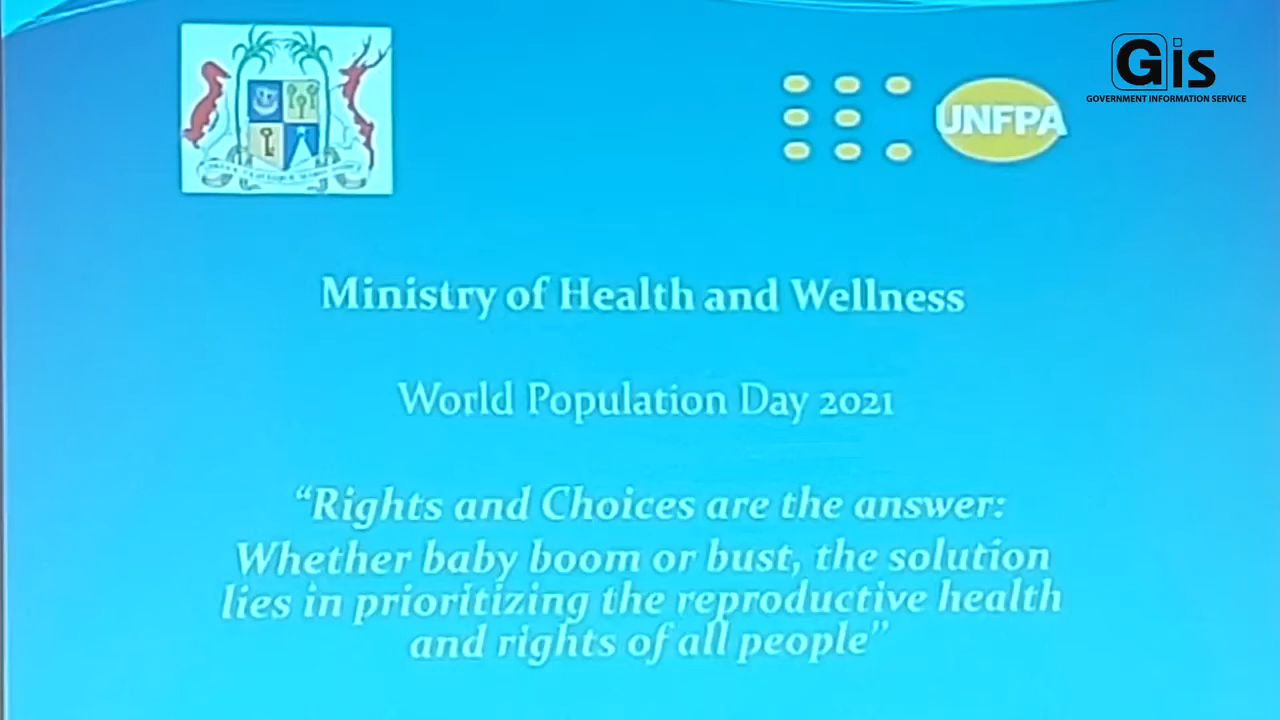 Gis
GOVERNMENT INFORMATION SERVICE
UNFPA
Ministry of Health and Wellness
World Population Day 2021
“Rights and Choices are the answer:
Whether baby boom or bust, the solution
lies in prioritizing the reproductive health
and rights of all people”